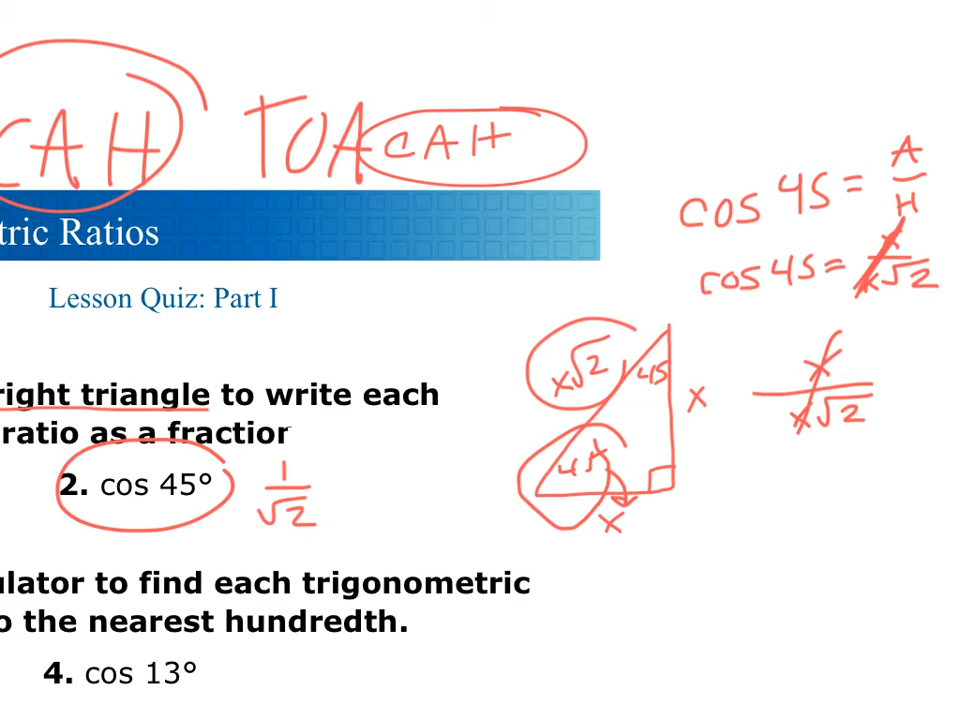 CAH TOA CAH
cos 45 = A/H
tric Ratios
cos 45 = x/x√2
Lesson Quiz: Part I
x√2 45 x x/x√2
right triangle to write each
ratio as a fraction
45
2. cos 45° 1/√2
x
ulator to find each trigonometric
o the nearest hundredth.
4. cos 13°